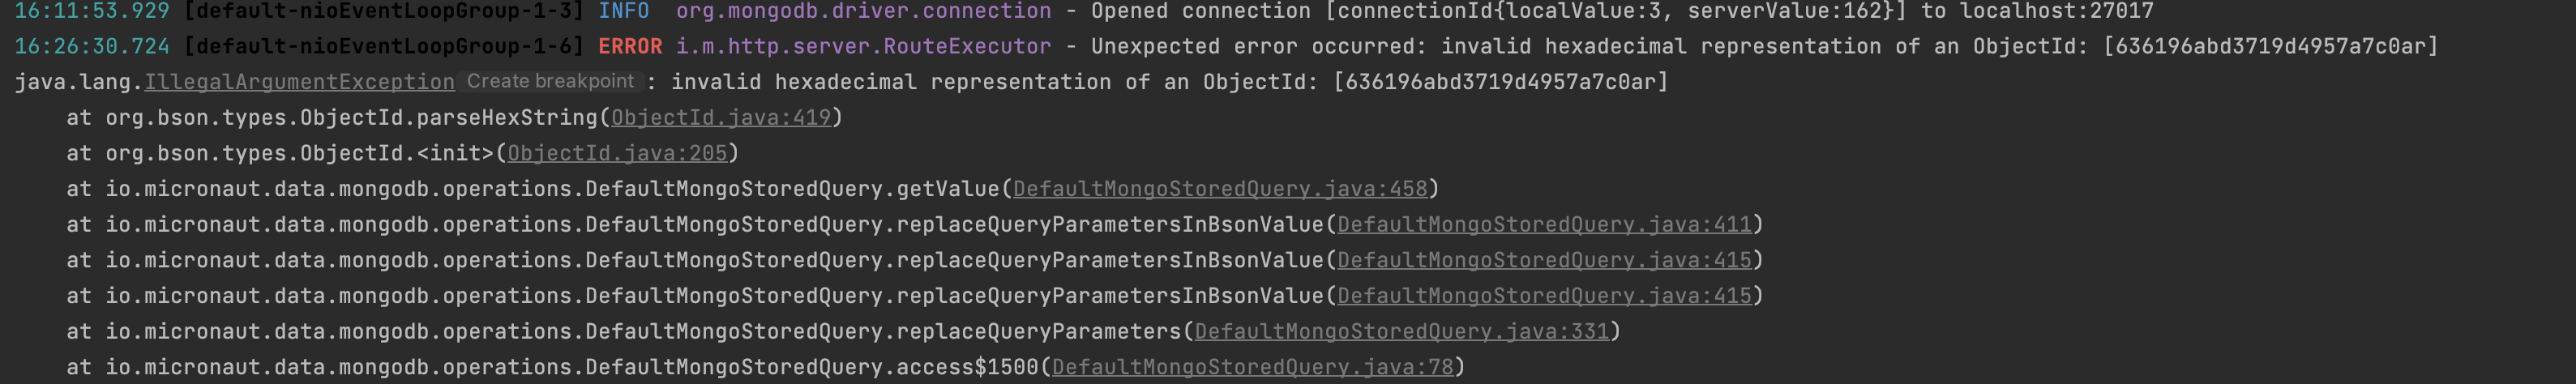 16:11:53.929 [default-nioEventLoopGroup-1-3] INFO  org.mongodb.driver.connection - Opened connection [connectionId{localValue:3, serverValue:162}] to localhost:27017
16:26:30.724 [default-nioEventLoopGroup-1-6] ERROR i.m.http.server.RouteExecutor - Unexpected error occurred: invalid hexadecimal representation of an ObjectId: [636196abd3719d4957a7c0ar]
java.lang.IllegalArgumentException Create breakpoint : invalid hexadecimal representation of an ObjectId: [636196abd3719d4957a7c0ar]
    at org.bson.types.ObjectId.parseHexString(ObjectId.java:419)
    at org.bson.types.ObjectId.<init>(ObjectId.java:205)
    at io.micronaut.data.mongodb.operations.DefaultMongoStoredQuery.getValue(DefaultMongoStoredQuery.java:458)
    at io.micronaut.data.mongodb.operations.DefaultMongoStoredQuery.replaceQueryParametersInBsonValue(DefaultMongoStoredQuery.java:411)
    at io.micronaut.data.mongodb.operations.DefaultMongoStoredQuery.replaceQueryParametersInBsonValue(DefaultMongoStoredQuery.java:415)
    at io.micronaut.data.mongodb.operations.DefaultMongoStoredQuery.replaceQueryParametersInBsonValue(DefaultMongoStoredQuery.java:415)
    at io.micronaut.data.mongodb.operations.DefaultMongoStoredQuery.replaceQueryParameters(DefaultMongoStoredQuery.java:331)
    at io.micronaut.data.mongodb.operations.DefaultMongoStoredQuery.access$1500(DefaultMongoStoredQuery.java:78)